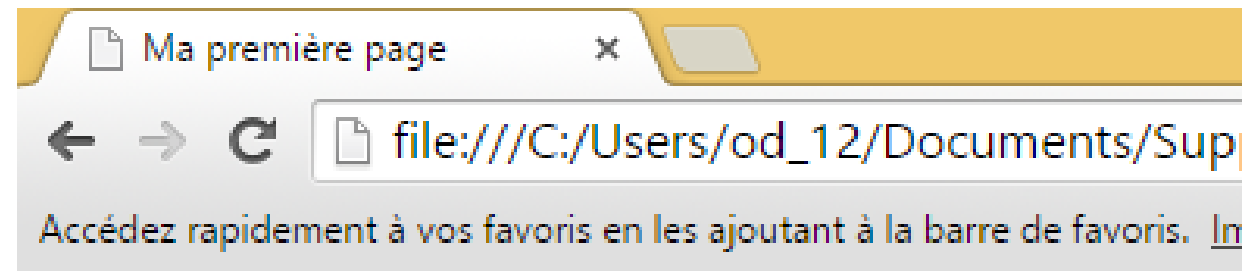 Ma première page
file:///C:/Users/od_12/Documents/Sup
Accédez rapidement à vos favoris en les ajoutant à la barre de favoris.